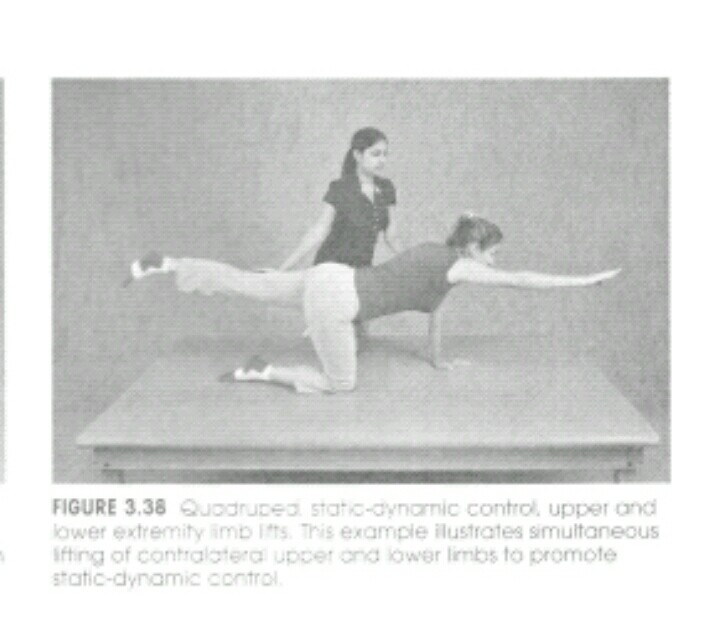 FIGURE 3.38 Quadruped, static-dynamic control, upper and
lower extremity limb lifts. This example illustrates simultaneous
lifting of contralateral upper and lower limbs to promote
static-dynamic control.